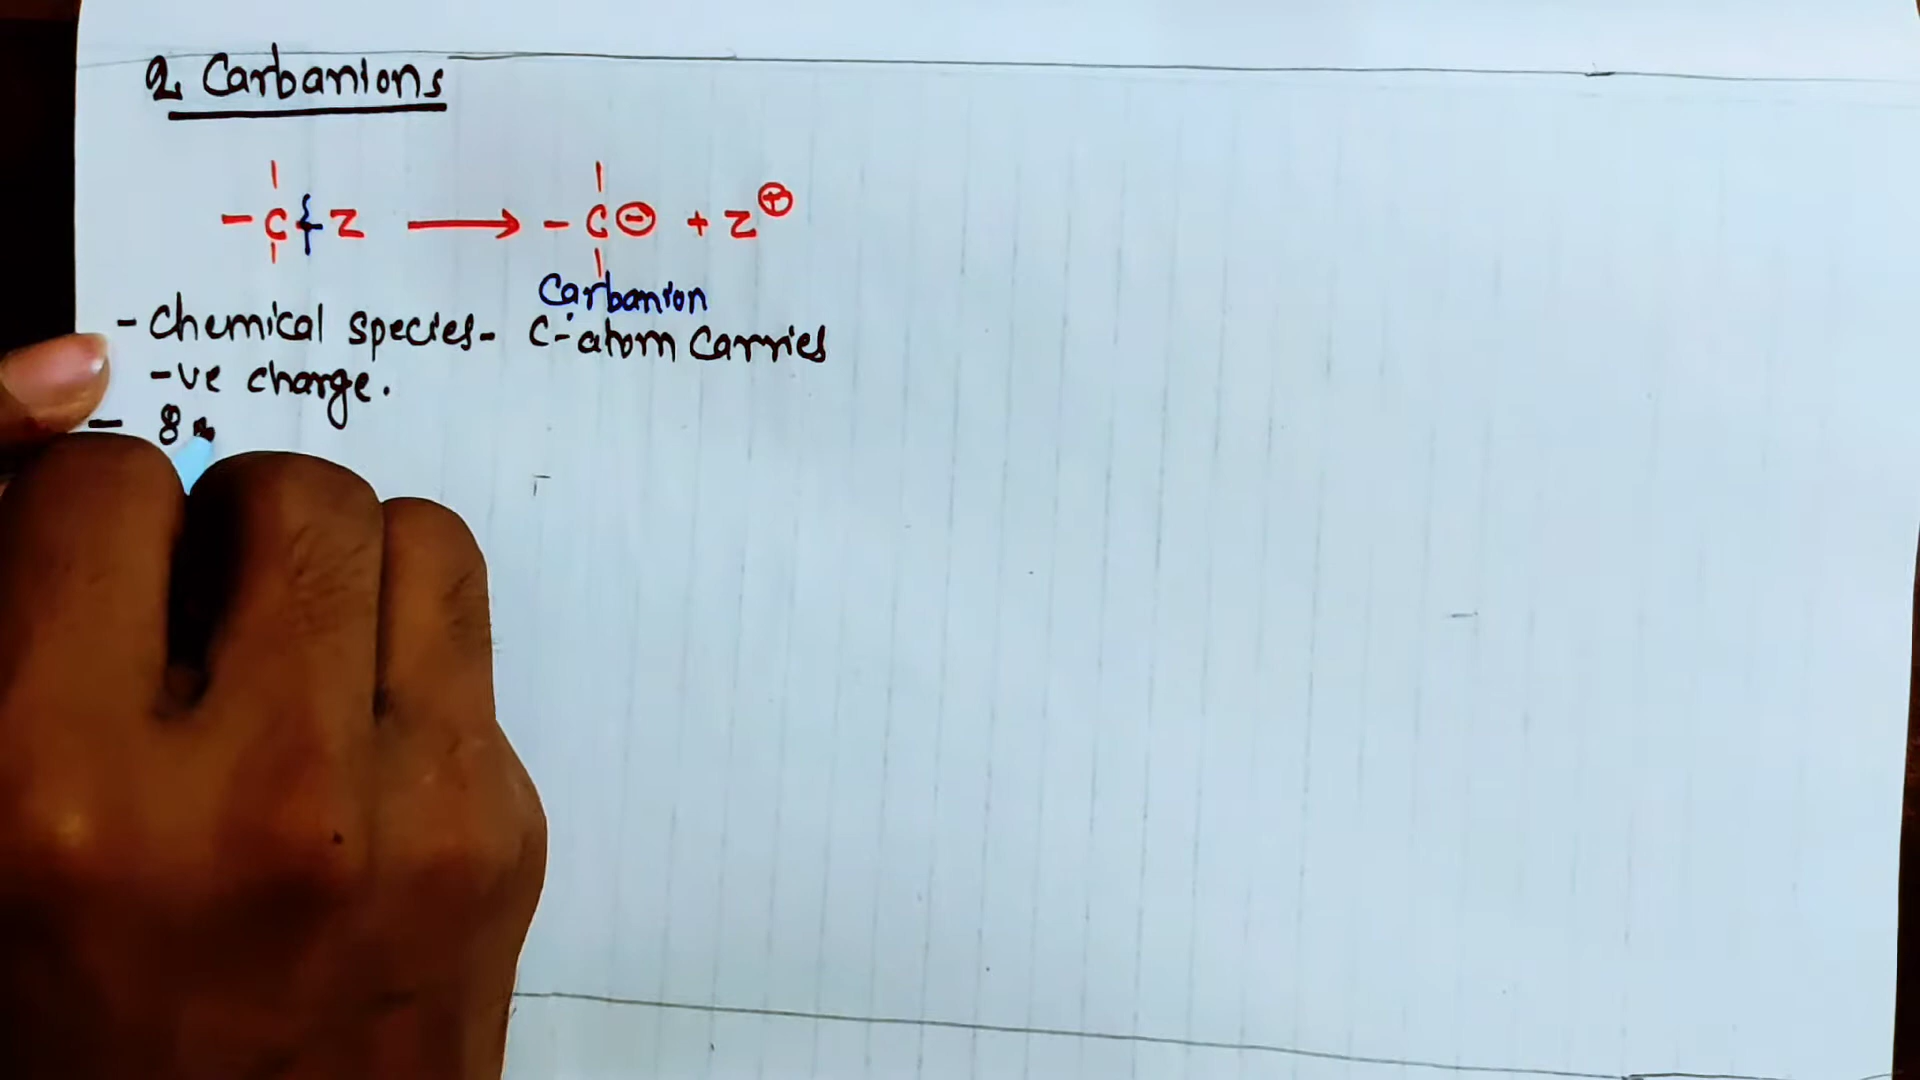 2. Carbanions
- C - Z ⟶ - C ⊖ + Z ⊕
Carbanion
- Chemical species - C-atom carries
-ve charge.
- 8